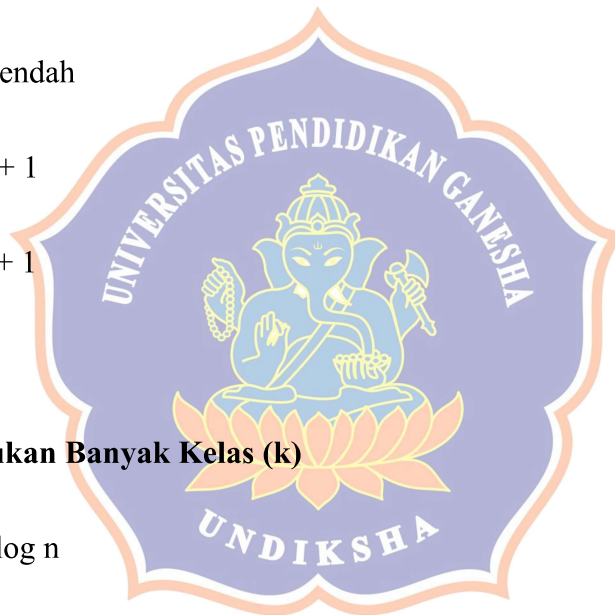 endah
UNIVERSITAS PENDIDIKAN GANESHA
+ 1
+ 1
ukan Banyak Kelas (k)
log n
UNDIKSHA